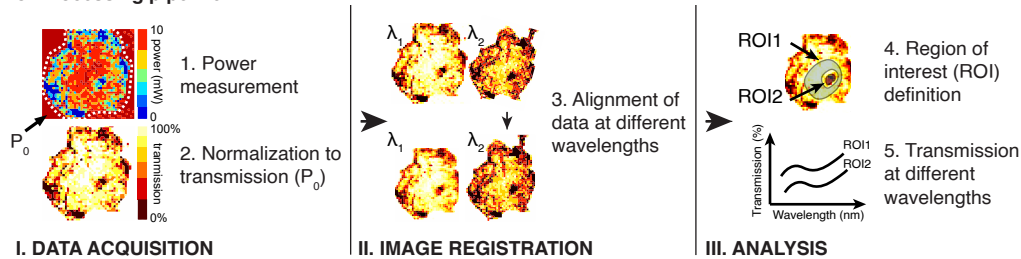 10
power (mW)
0
P0
1. Power
measurement
100%
transmission
0%
2. Normalization to
transmission (P0)
I. DATA ACQUISITION
λ1
λ2
λ1
λ2
3. Alignment of
data at different
wavelengths
II. IMAGE REGISTRATION
ROI1
ROI2
4. Region of
interest (ROI)
definition
Transmission (%)
ROI1
ROI2
Wavelength (nm)
5. Transmission
at different
wavelengths
III. ANALYSIS